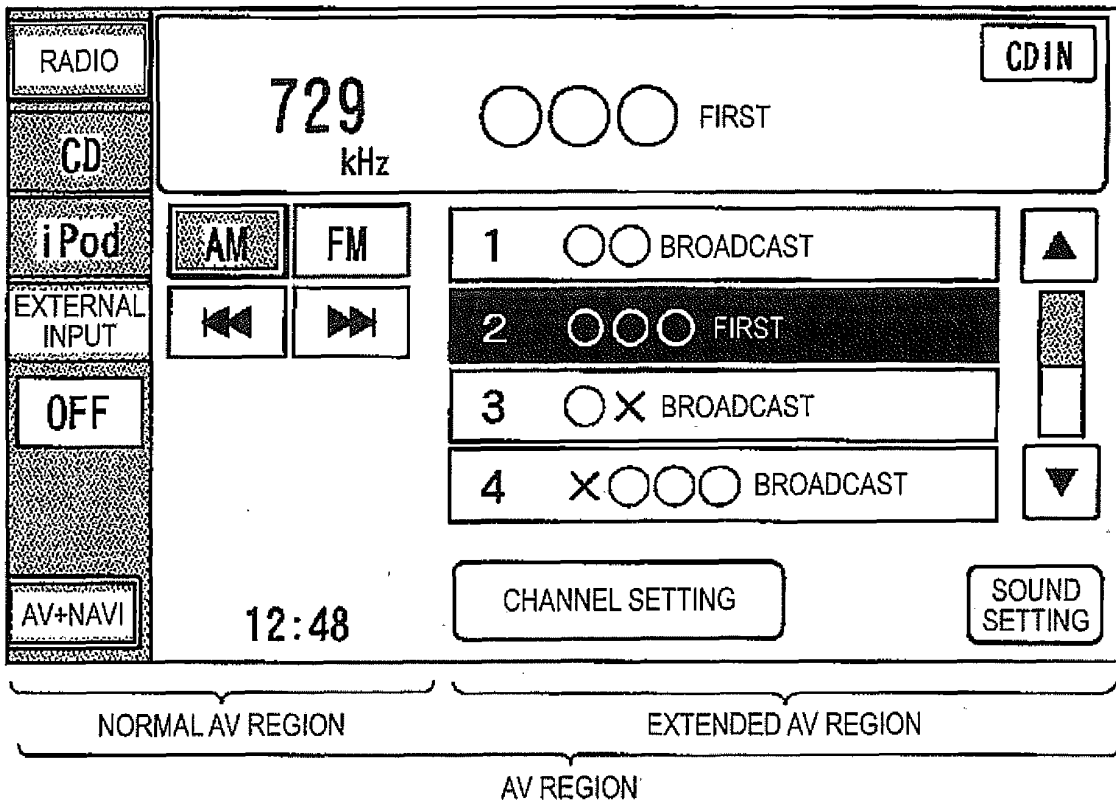 RADIO
CD
iPod
EXTERNAL
INPUT
OFF
AV+NAVI
729
kHz
○○○ FIRST
CDIN
AM
FM
12:48
1 ○○ BROADCAST
2 ○○○ FIRST
3 ○× BROADCAST
4 ×○○○ BROADCAST
CHANNEL SETTING
SOUND
SETTING
NORMAL AV REGION
EXTENDED AV REGION
AV REGION